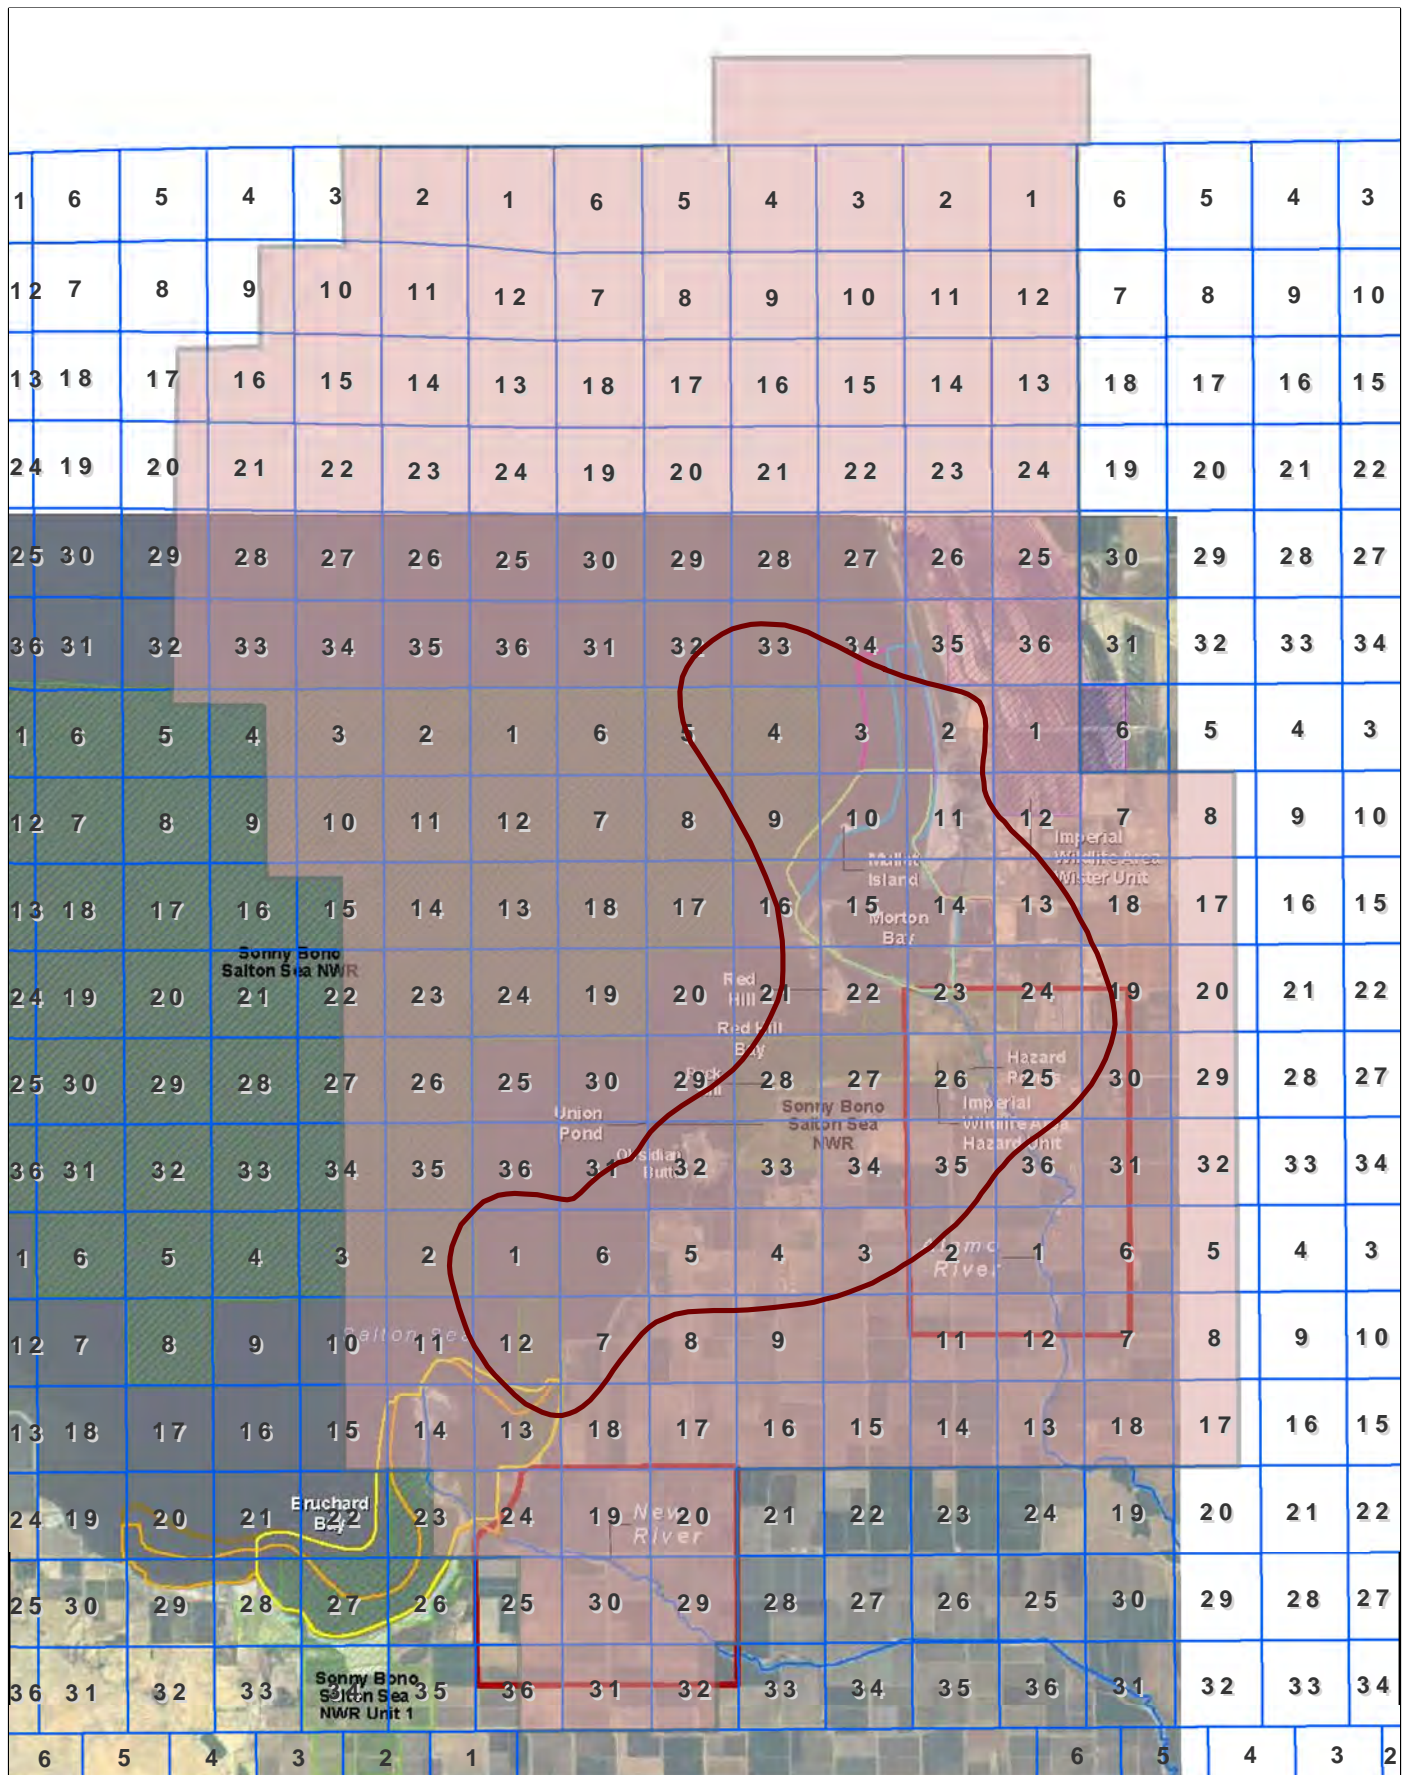 1 6 5 4 3 2 1 6 5 4 3 2 1 6 5 4 3
12 7 8 9 10 11 12 7 8 9 10 11 12 7 8 9 10
13 18 17 16 15 14 13 18 17 16 15 14 13 18 17 16 15
24 19 20 21 22 23 24 19 20 21 22 23 24 19 20 21 22
25 30 29 28 27 26 25 30 29 28 27 26 25 30 29 28 27
36 31 32 33 34 35 36 31 32 33 34 35 36 31 32 33 34
1 6 5 4 3 2 1 6 5 4 3 2 1 6 5 4 3
12 7 8 9 10 11 12 7 8 9 10 11 12 7 8 9 10
Imperial
Wildlife Area
Wister Unit
Mullet
Island
13 18 17 16 15 14 13 18 17 16 15 14 13 18 17 16 15
Morton
Bay
Sonny Bono
Salton Sea NWR
Red
Hill
24 19 20 21 22 23 24 19 20 21 22 23 24 19 20 21 22
Red Hill
Bay
Hazard
25 30 29 28 27 26 25 30 29 28 27 26 25 30 29 28 27
Rock
Hill
Sonny Bono
Salton Sea
NWR
Imperial
Wildlife Area
Hazard Unit
Union
Pond
Obsidian
Butte
36 31 32 33 34 35 36 31 32 33 34 35 36 31 32 33 34
1 6 5 4 3 2 1 6 5 4 3 2 1 6 5 4 3
Alamo
River
Salton Sea
12 7 8 9 10 11 12 7 8 9 11 12 7 8 9 10
13 18 17 16 15 14 13 18 17 16 15 14 13 18 17 16 15
Bruchard
Bay
New
River
24 19 20 21 22 23 24 19 20 21 22 23 24 19 20 21 22
25 30 29 28 27 26 25 30 29 28 27 26 25 30 29 28 27
Sonny Bono
Salton Sea
NWR Unit 1
36 31 32 33 34 35 36 31 32 33 34 35 36 31 32 33 34
6 5 4 3 2 1 6 5 4 3 2